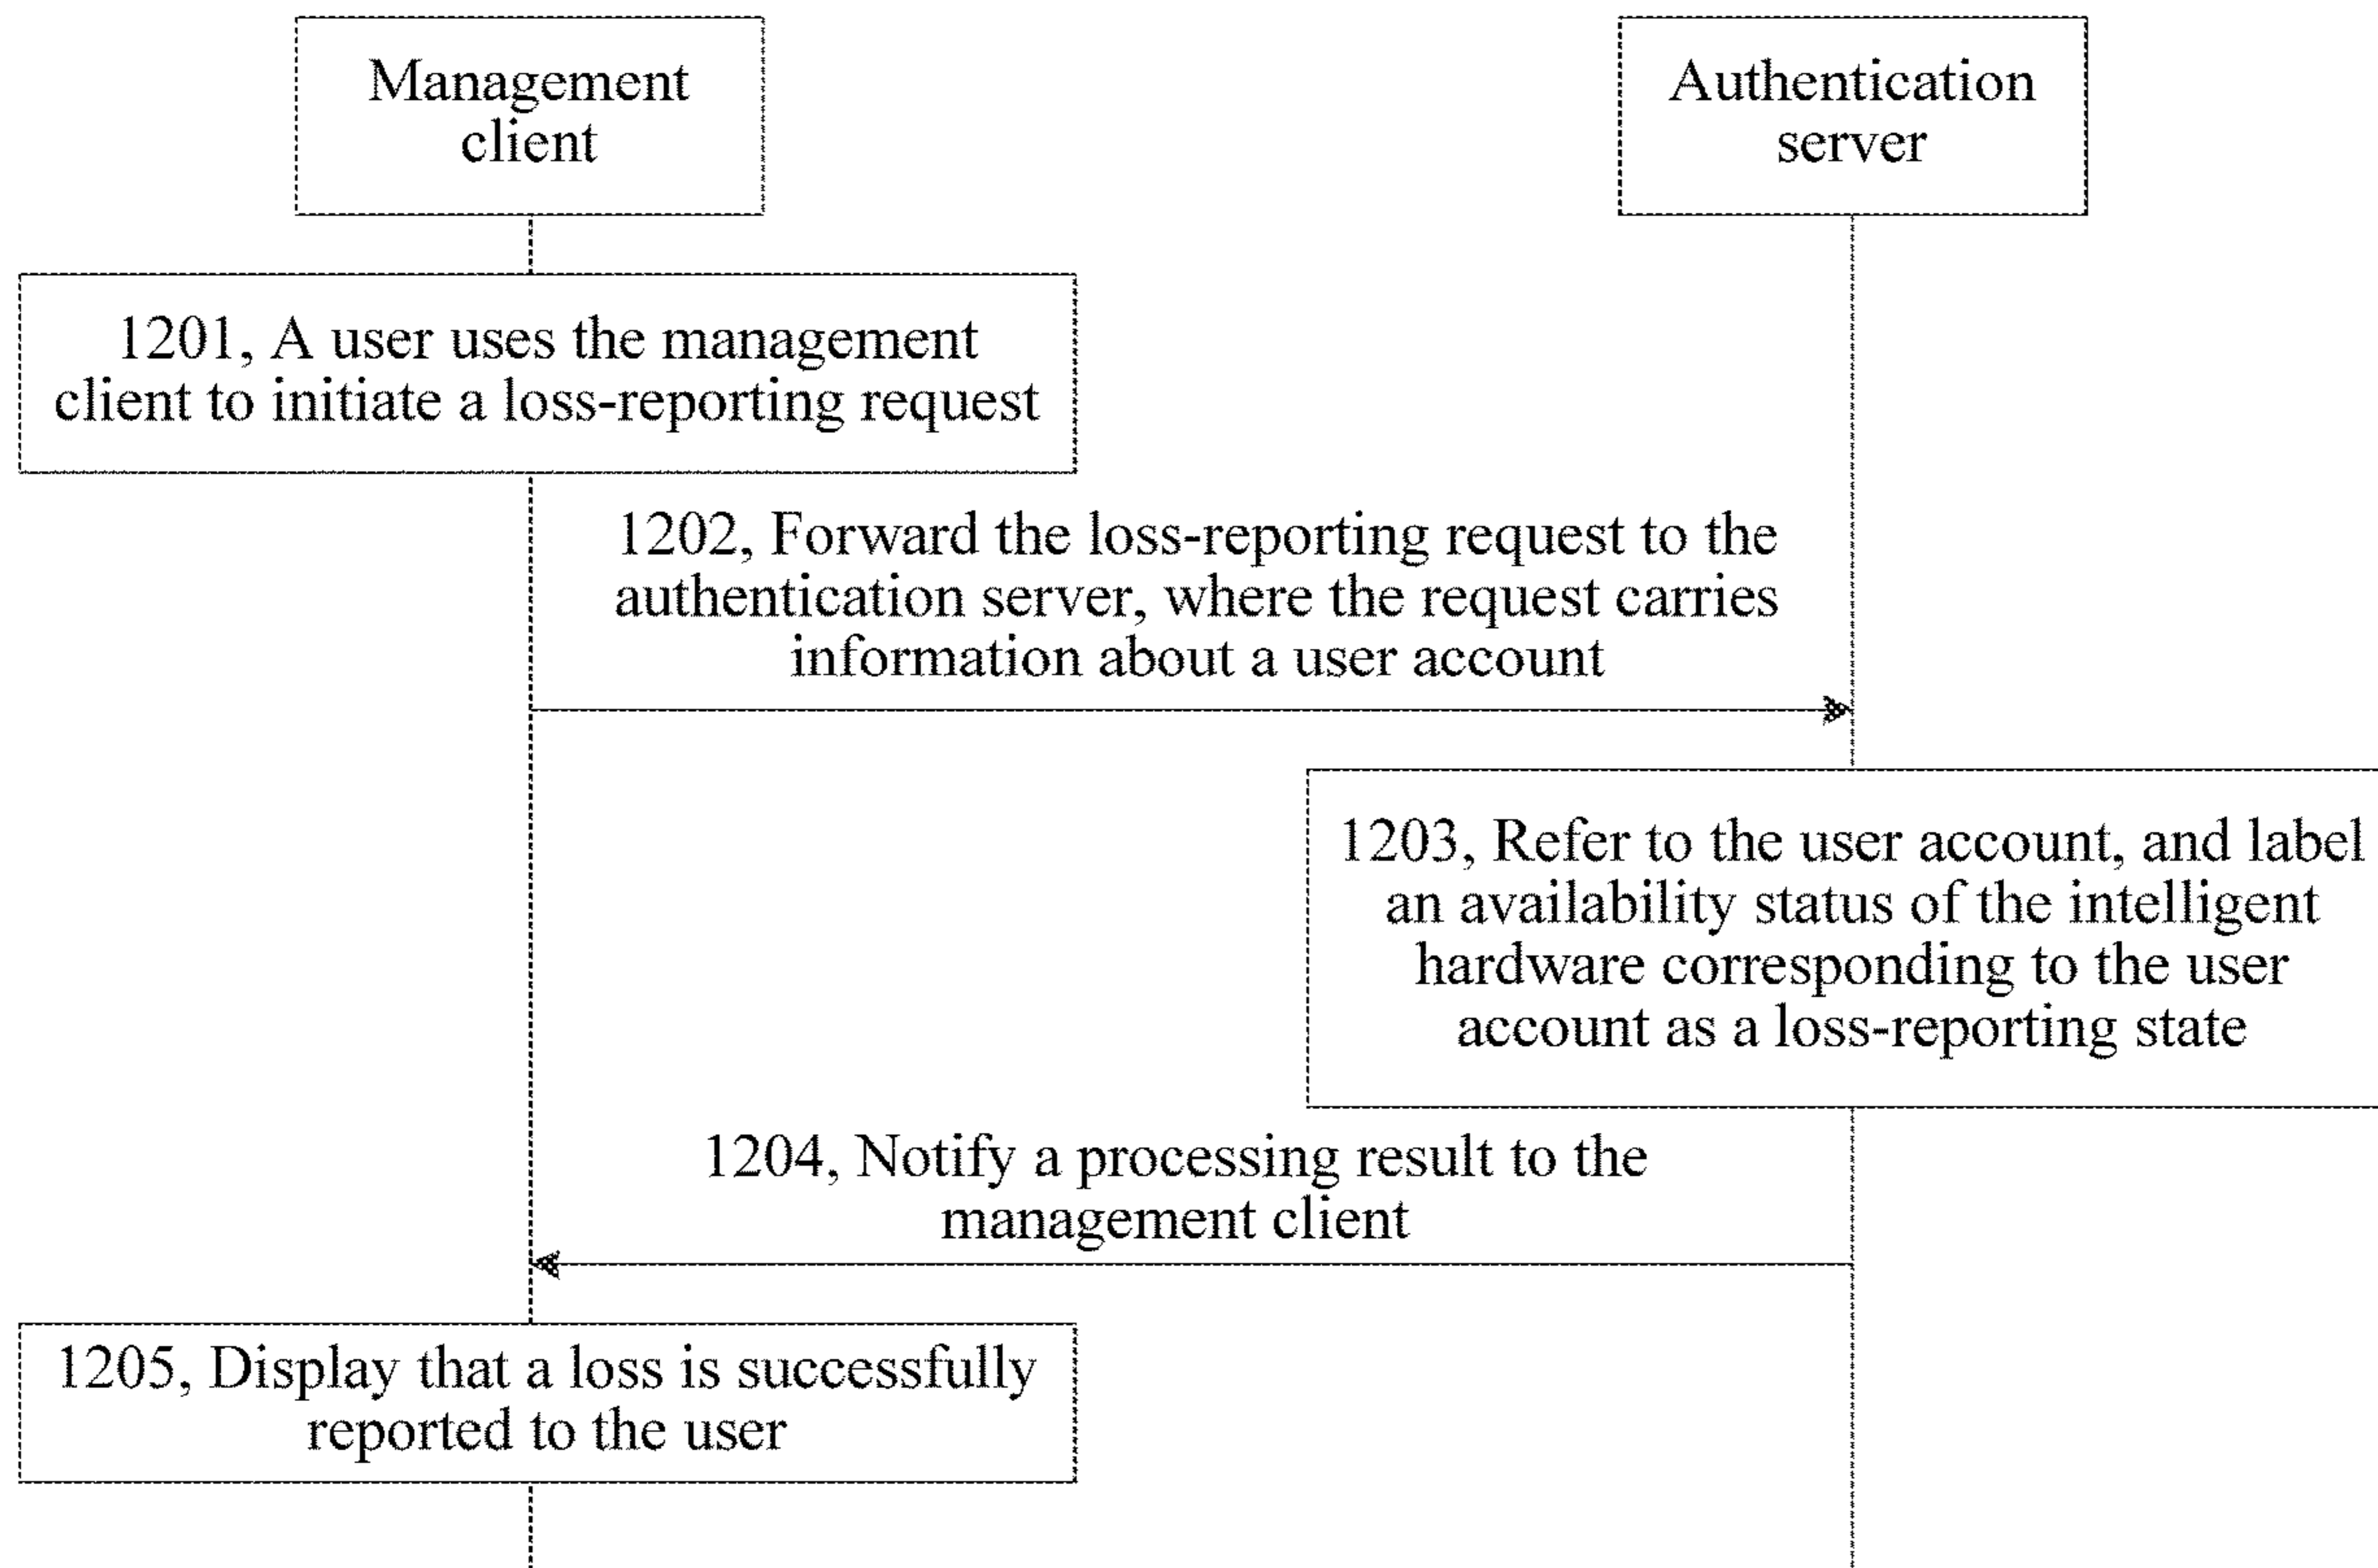 Management
client
Authentication
server
1201, A user uses the management
client to initiate a loss-reporting request
1202, Forward the loss-reporting request to the
authentication server, where the request carries
information about a user account
1203, Refer to the user account, and label
an availability status of the intelligent
hardware corresponding to the user
account as a loss-reporting state
1204, Notify a processing result to the
management client
1205, Display that a loss is successfully
reported to the user